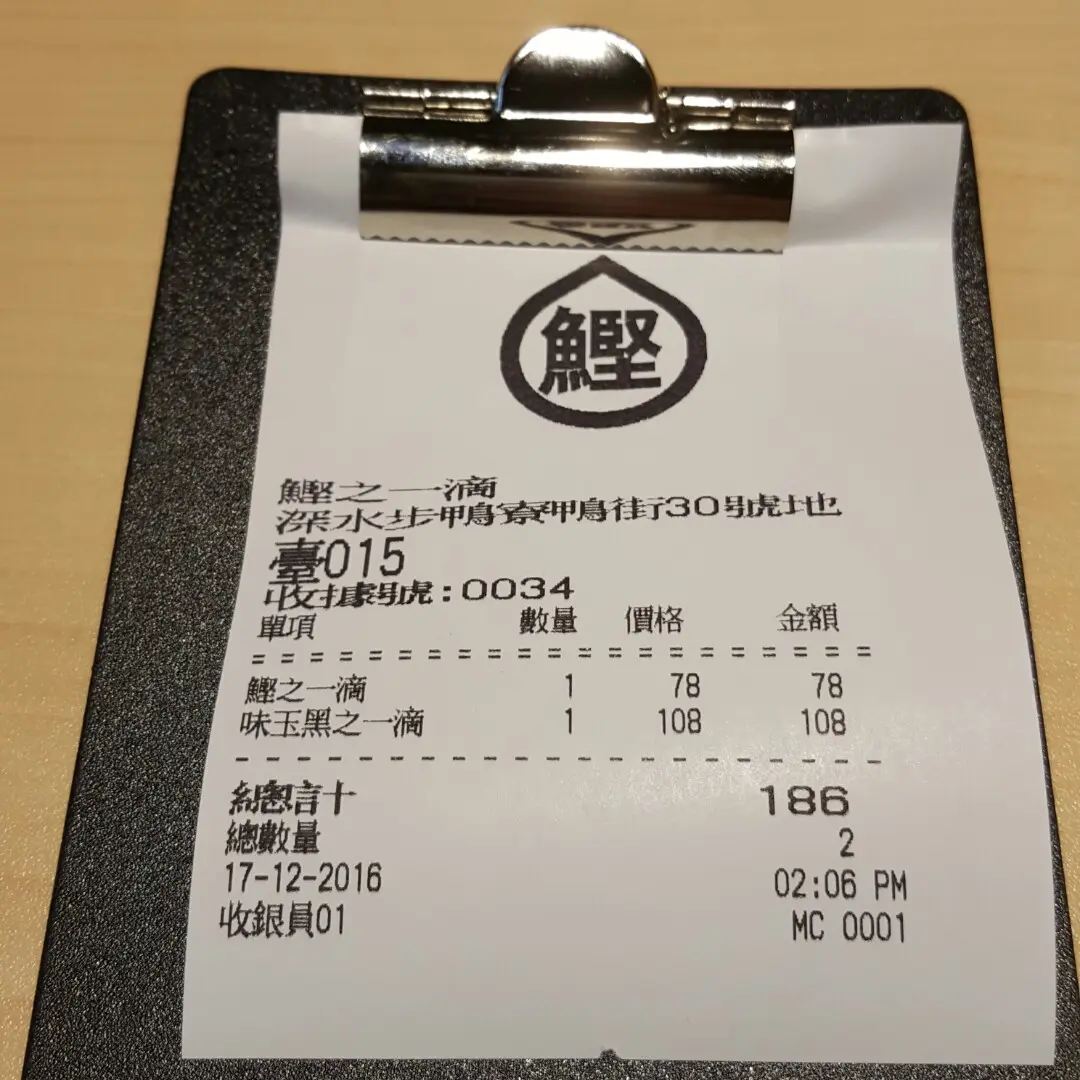 鰹
鰹之一滴
深水步鴨寮鴨街30號地
臺015
收據號:0034
單項 數量 價格 金額
鰹之一滴 1 78 78
味玉黑之一滴 1 108 108
總計 186
總數量 2
17-12-2016 02:06 PM
收銀員01 MC 0001